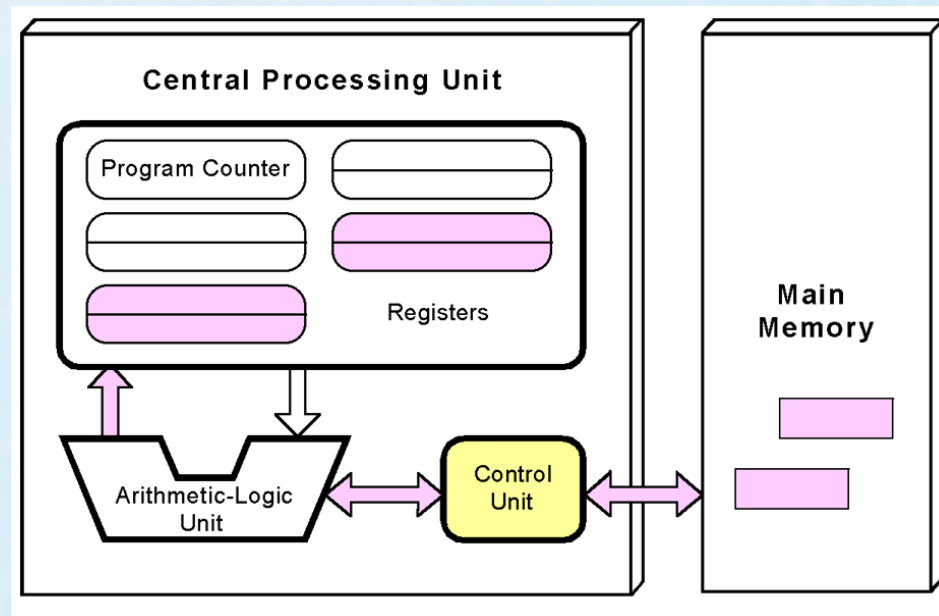 Central Processing Unit
Program Counter
Registers
Main
Memory
Arithmetic-Logic
Unit
Control
Unit